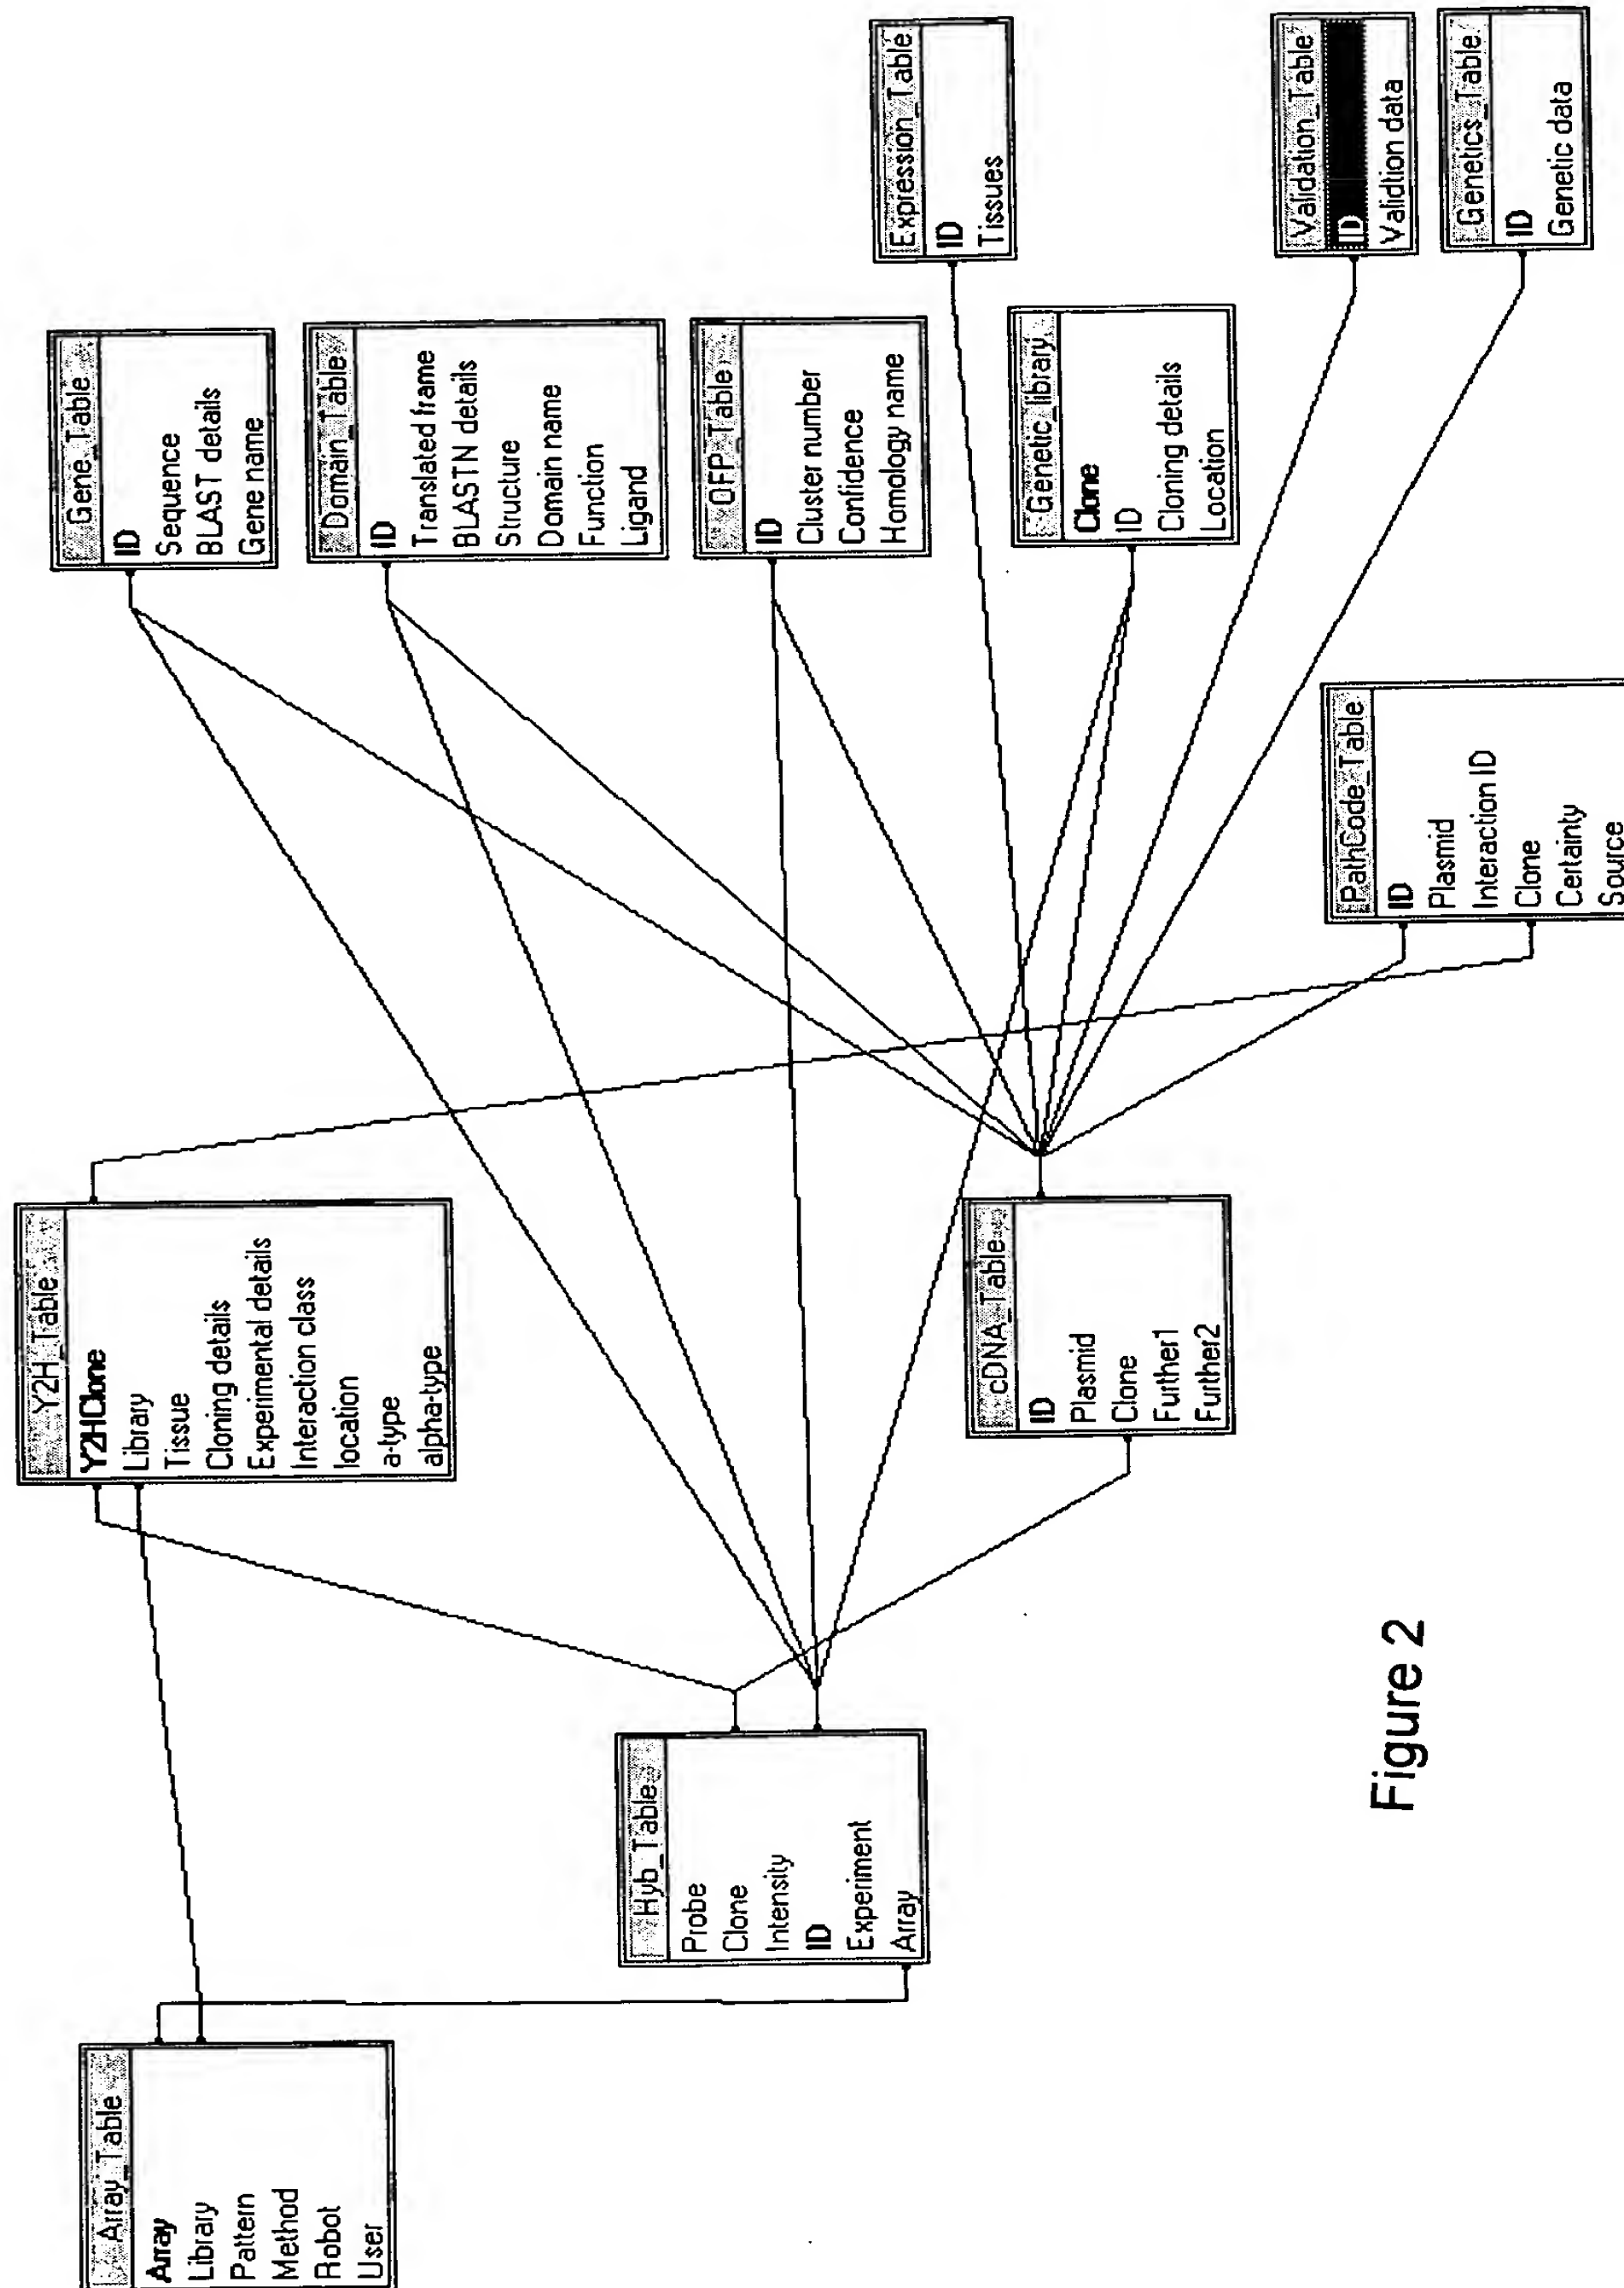 Array_Table
Array
Library
Pattern
Method
Robot
User
Y2H_Table
Y2HClone
Library
Tissue
Cloning details
Experimental details
Interaction class
location
a-type
alpha-type
Hyb_Table
Probe
Clone
Intensity
ID
Experiment
Array
cDNA_Table
ID
Plasmid
Clone
Further1
Further2
Gene_Table
ID
Sequence
BLAST details
Gene name
Domain_Table
ID
Translated frame
BLASTN details
Structure
Domain name
Function
Ligand
OFP_Table
ID
Cluster number
Confidence
Homology name
Genetic_library
Clone
ID
Cloning details
Location
PathCode_Table
ID
Plasmid
Interaction ID
Clone
Certainty
Source
Expression_Table
ID
Tissues
Validation_Table
ID
Validtion data
Genetics_Table
ID
Genetic data
Figure 2